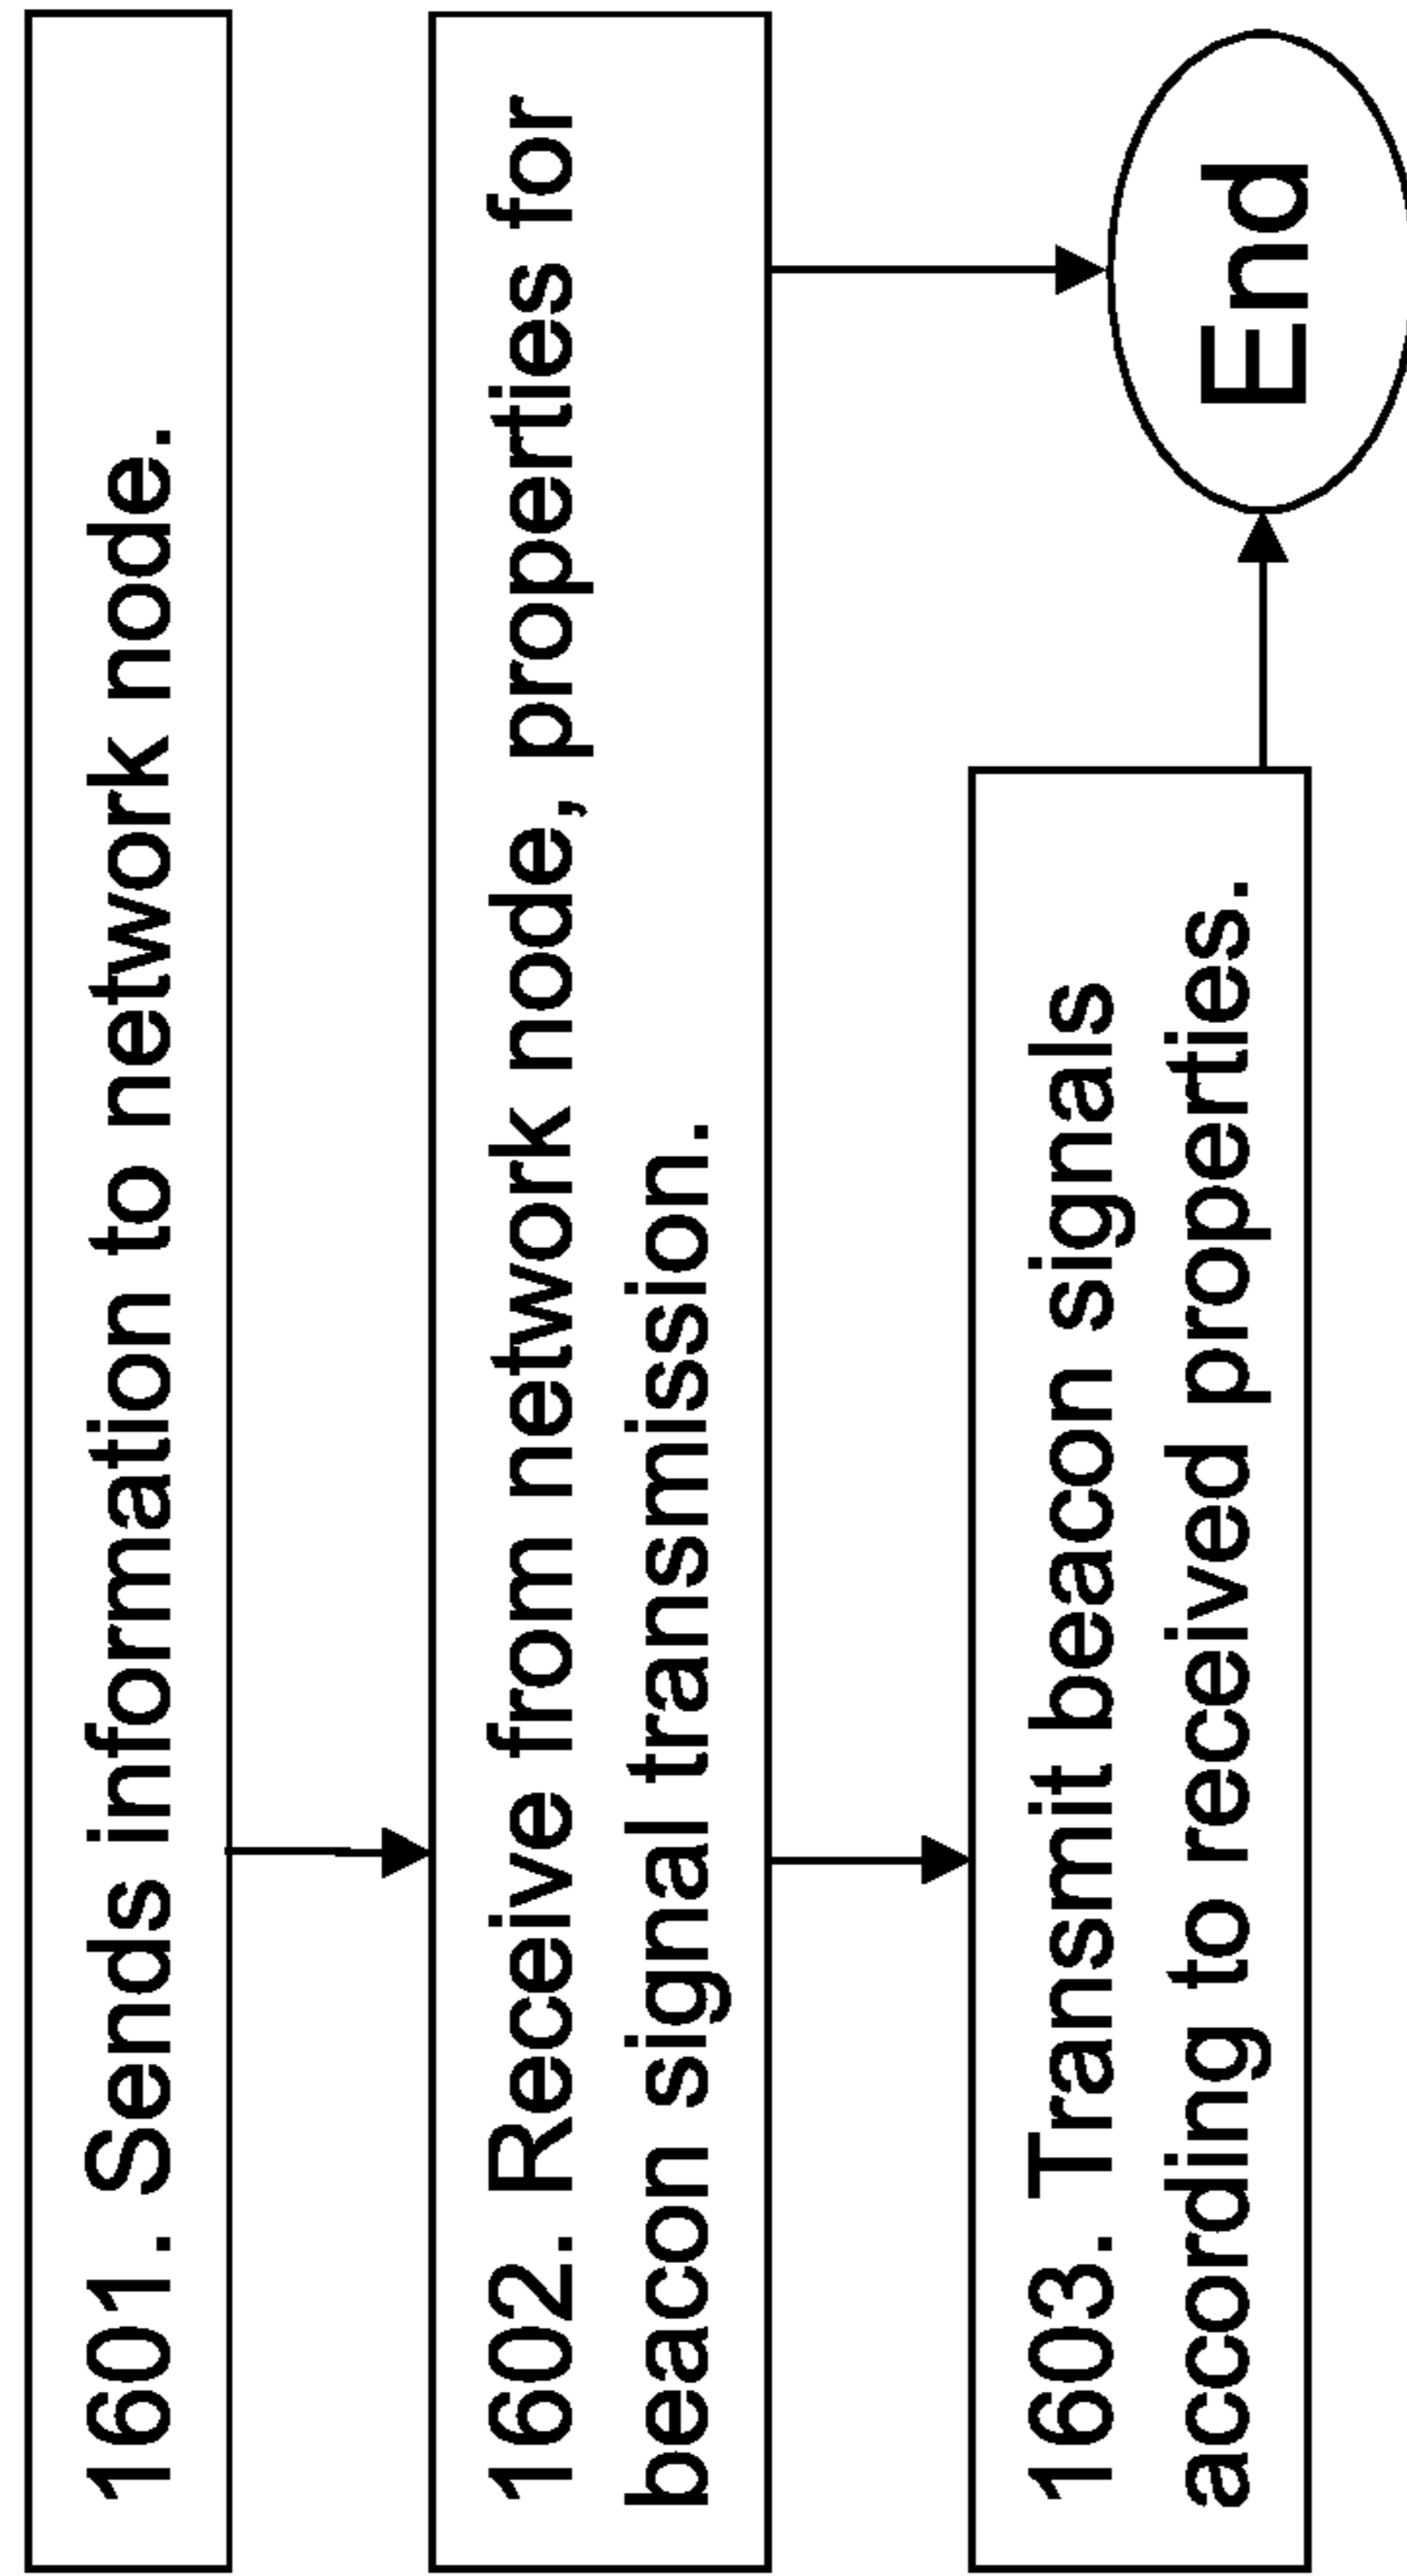 1601. Sends information to network node.
1602. Receive from network node, properties for
beacon signal transmission.
1603. Transmit beacon signals
according to received properties.
End